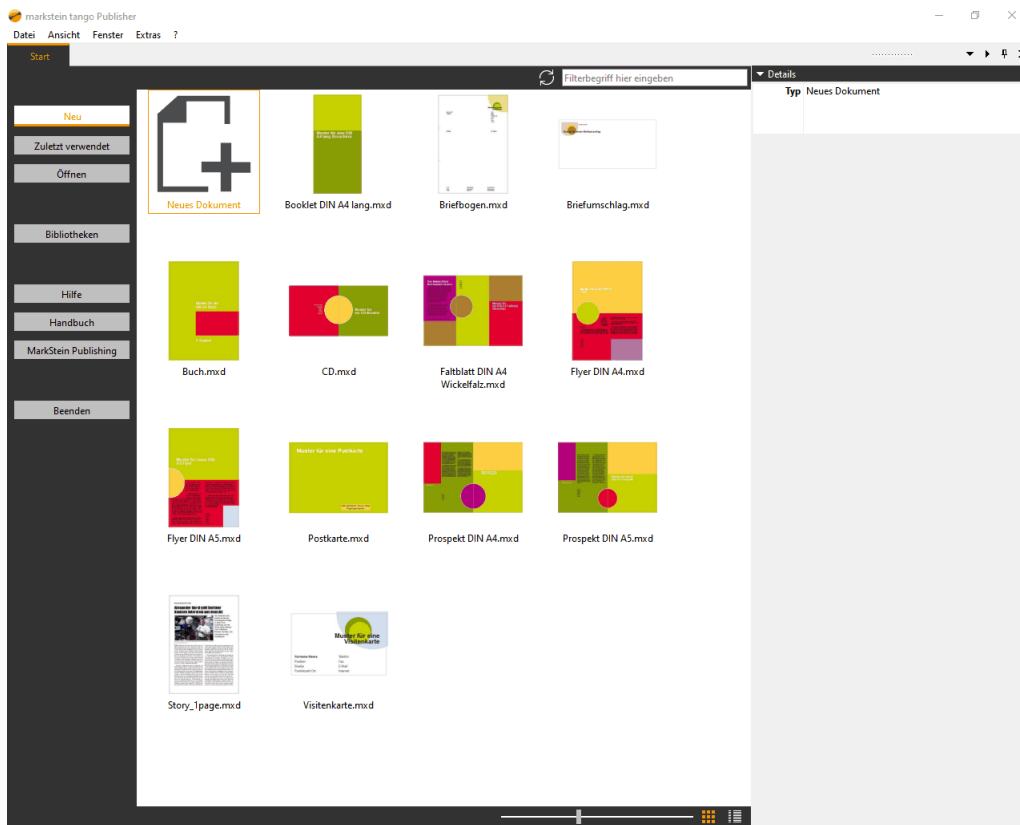 markstein tango Publisher
Datei Ansicht Fenster Extras ?
Start
Filterbegriff hier eingeben
Details
Typ Neues Dokument
Neu
Zuletzt verwendet
Öffnen
Bibliotheken
Hilfe
Handbuch
MarkStein Publishing
Beenden
Neues Dokument
Booklet DIN A4 lang.mxd
Briefbogen.mxd
Briefumschlag.mxd
Buch.mxd
CD.mxd
Faltblatt DIN A4
Wickelfalz.mxd
Flyer DIN A4.mxd
Flyer DIN A5.mxd
Muster für eine Postkarte
Postkarte.mxd
Prospekt DIN A4.mxd
Prospekt DIN A5.mxd
Story_1page.mxd
Muster für eine
Visitenkarte
Visitenkarte.mxd